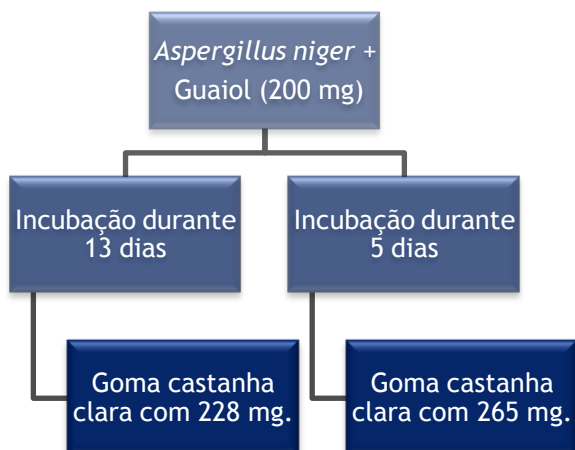 Aspergillus niger +
Guaiol (200 mg)
Incubação durante
13 dias
Incubação durante
5 dias
Goma castanha
clara com 228 mg.
Goma castanha
clara com 265 mg.